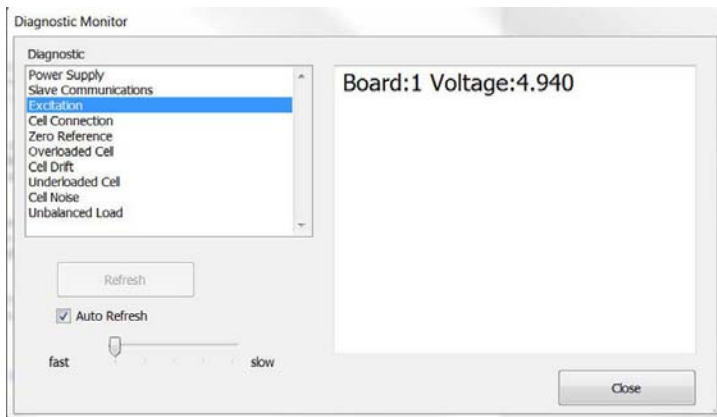 Diagnostic Monitor
Diagnostic
Power Supply
Slave Communications
Excitation
Cell Connection
Zero Reference
Overloaded Cell
Cell Drift
Underloaded Cell
Cell Noise
Unbalanced Load
Board:1 Voltage:4.940
Refresh
Auto Refresh
fast
slow
Close